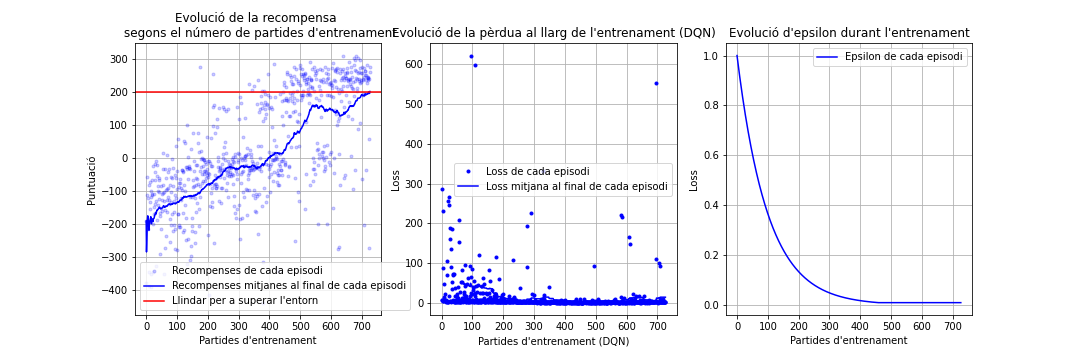 Evolució de la recompensa
segons el número de partides d'entrenament
300
200
100
0
−100
−200
−300
−400
Puntuació
Recompenses de cada episodi
Recompenses mitjanes al final de cada episodi
Llindar per a superar l'entorn
0 100 200 300 400 500 600 700
Partides d'entrenament
Evolució de la pèrdua al llarg de l'entrenament (DQN)
600
500
400
300
200
100
0
Loss
Loss de cada episodi
Loss mitjana al final de cada episodi
0 100 200 300 400 500 600 700
Partides d'entrenament (DQN)
Evolució d'epsilon durant l'entrenament
1.0
0.8
0.6
0.4
0.2
0.0
Loss
Epsilon de cada episodi
0 100 200 300 400 500 600 700
Partides d'entrenament